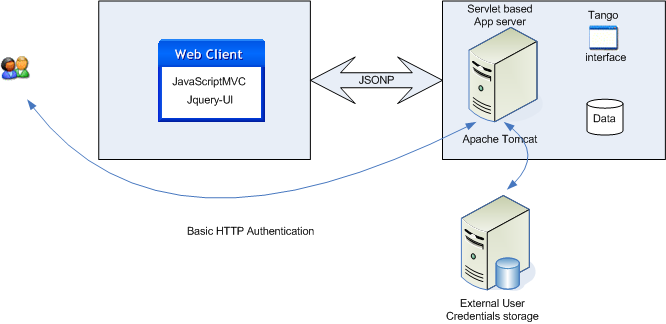 Web Client
JavaScriptMVC
Jquery-UI
JSONP
Servlet based
App server
Apache Tomcat
Tango
interface
Data
Basic HTTP Authentication
External User
Credentials storage